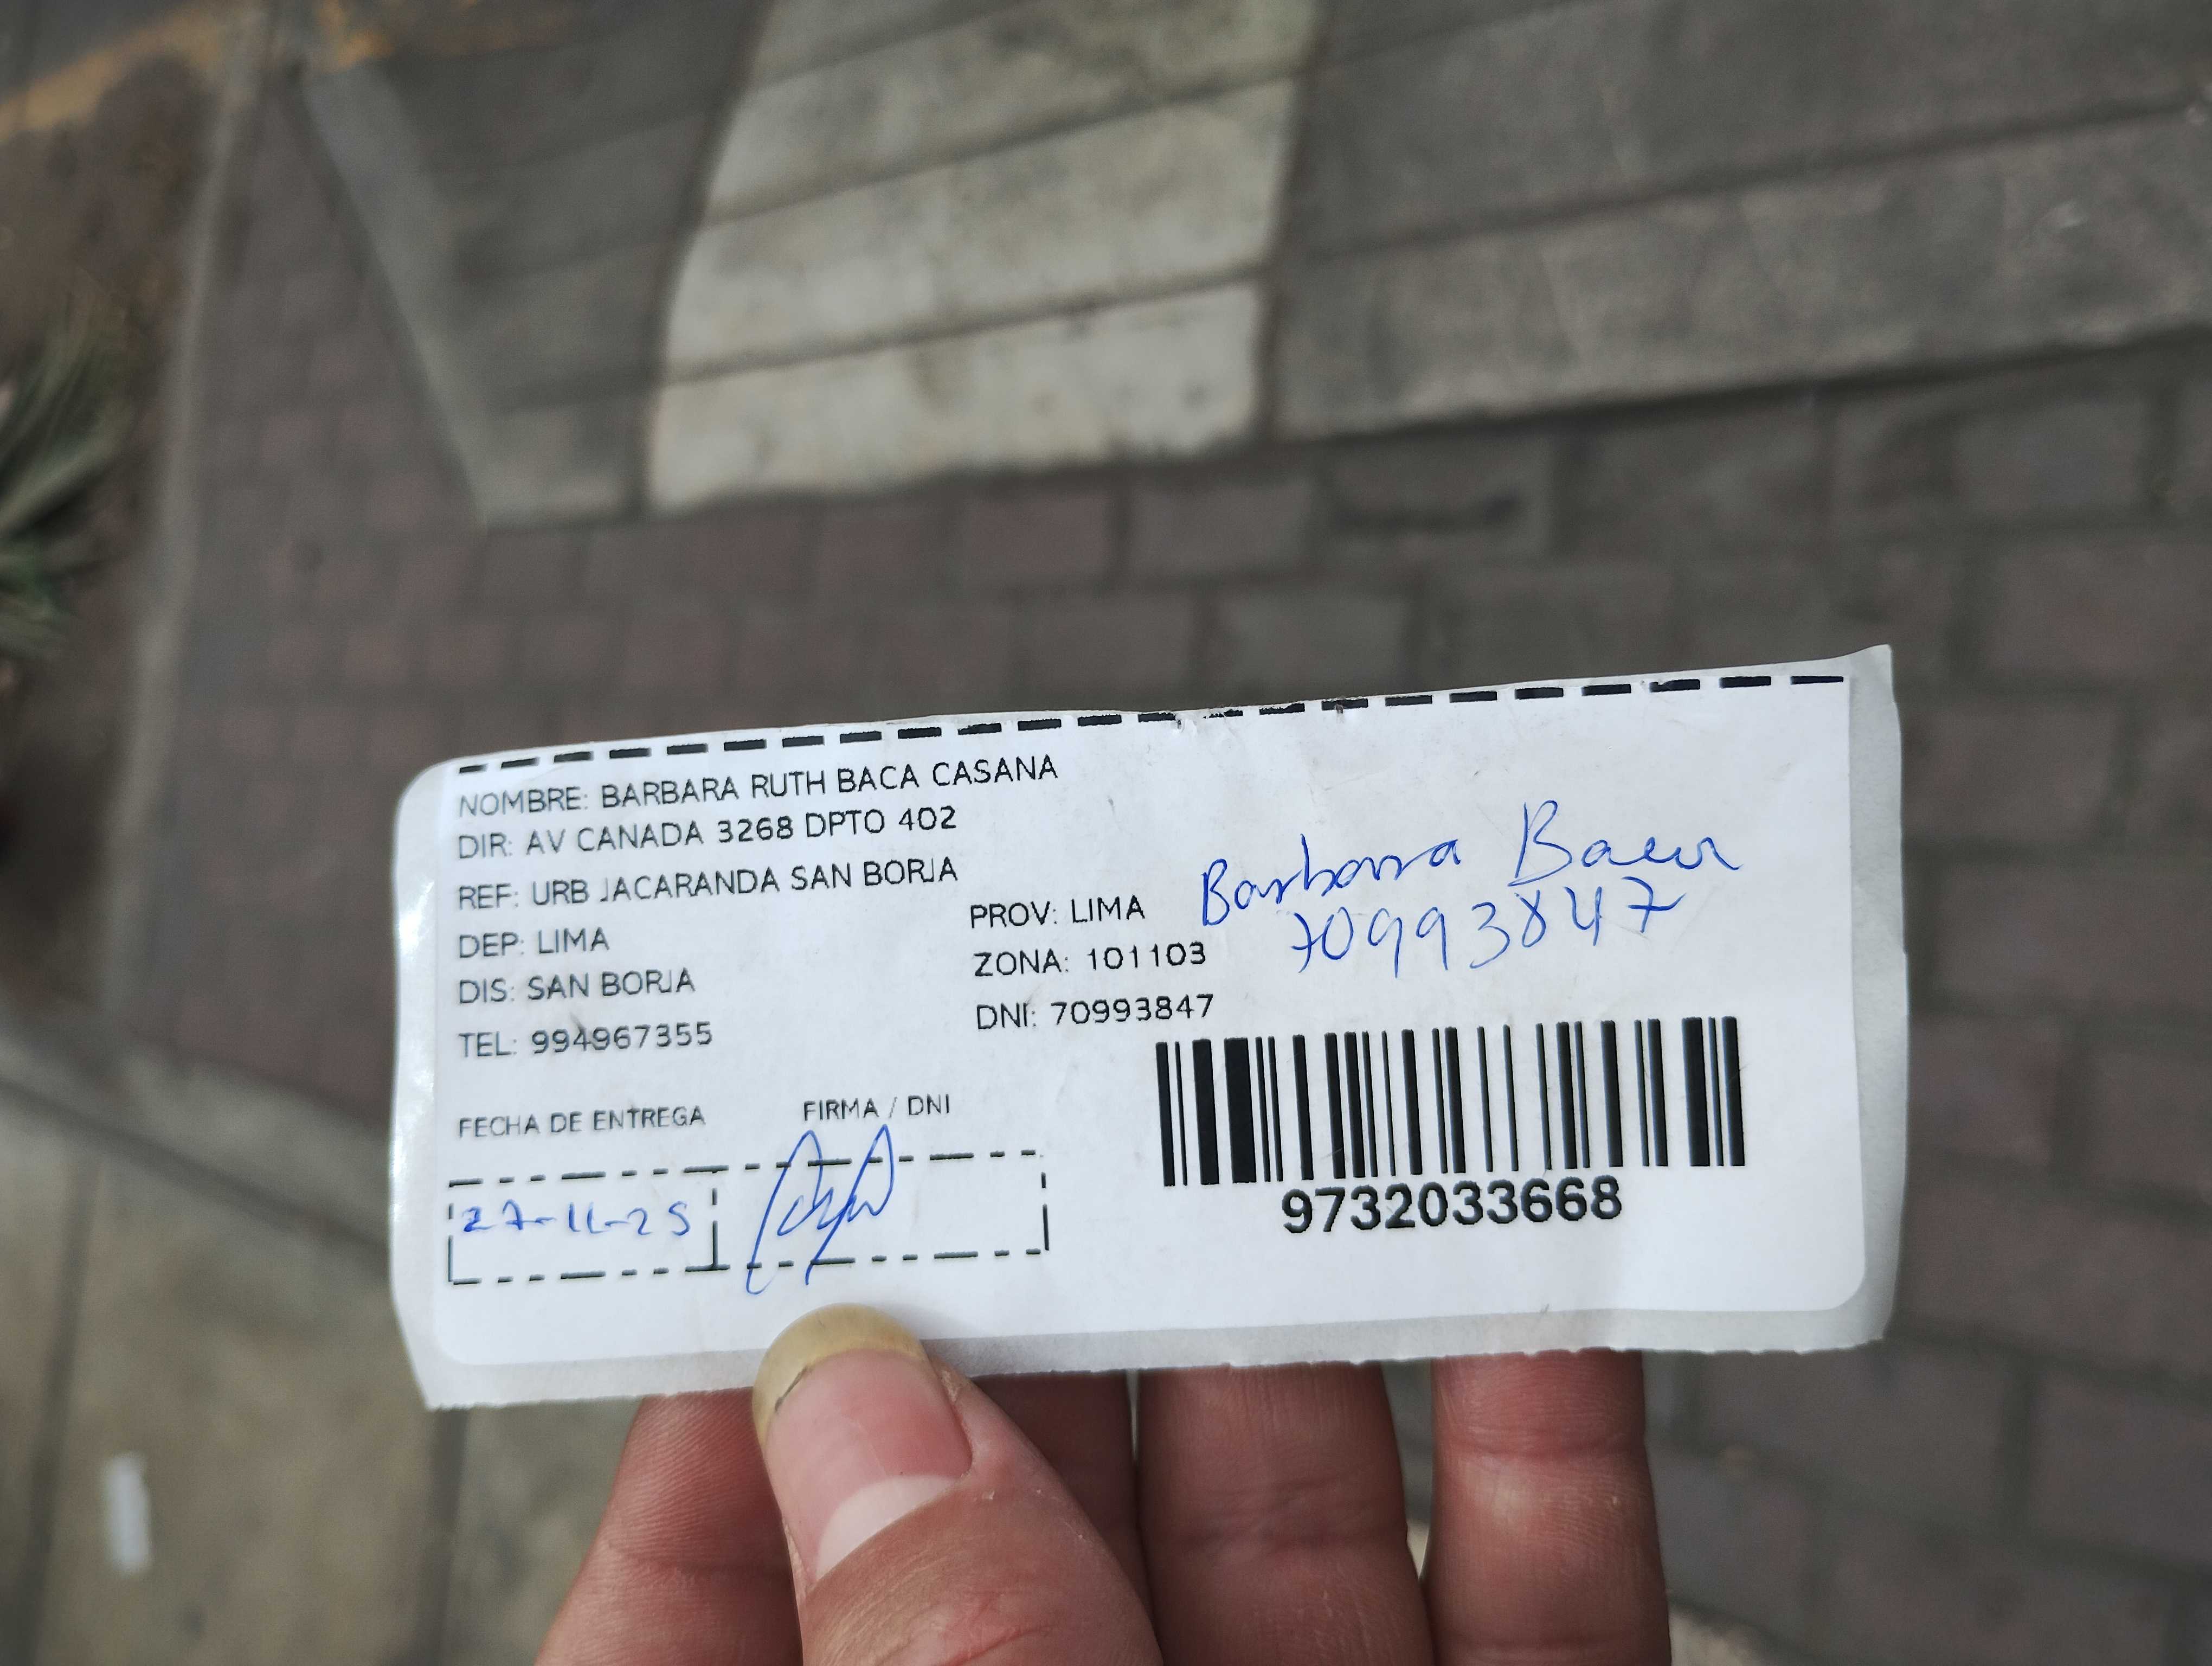 NOMBRE: BARBARA RUTH BACA CASANA
DIR: AV CANADA 3268 DPTO 402
REF: URB JACARANDA SAN BORJA
DEP: LIMA
PROV: LIMA
DIS: SAN BORJA
ZONA: 101103
TEL: 994967355
DNI: 70993847
Barbara Baca
70993847
FECHA DE ENTREGA
FIRMA / DNI
27-11-25
9732033668